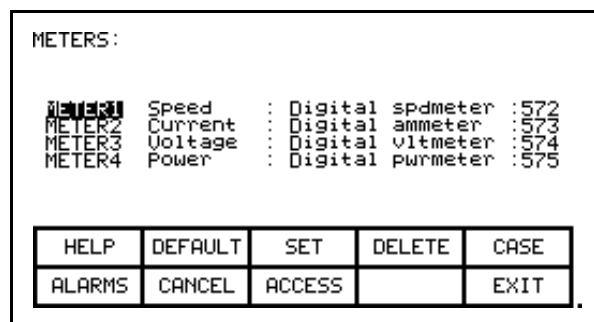 METERS:
METER1 Speed : Digital spdmeter :572
METER2 Current : Digital ammeter :573
METER3 Voltage : Digital vltmeter :574
METER4 Power : Digital pwrmeter :575
HELP DEFAULT SET DELETE CASE
ALARMS CANCEL ACCESS EXIT